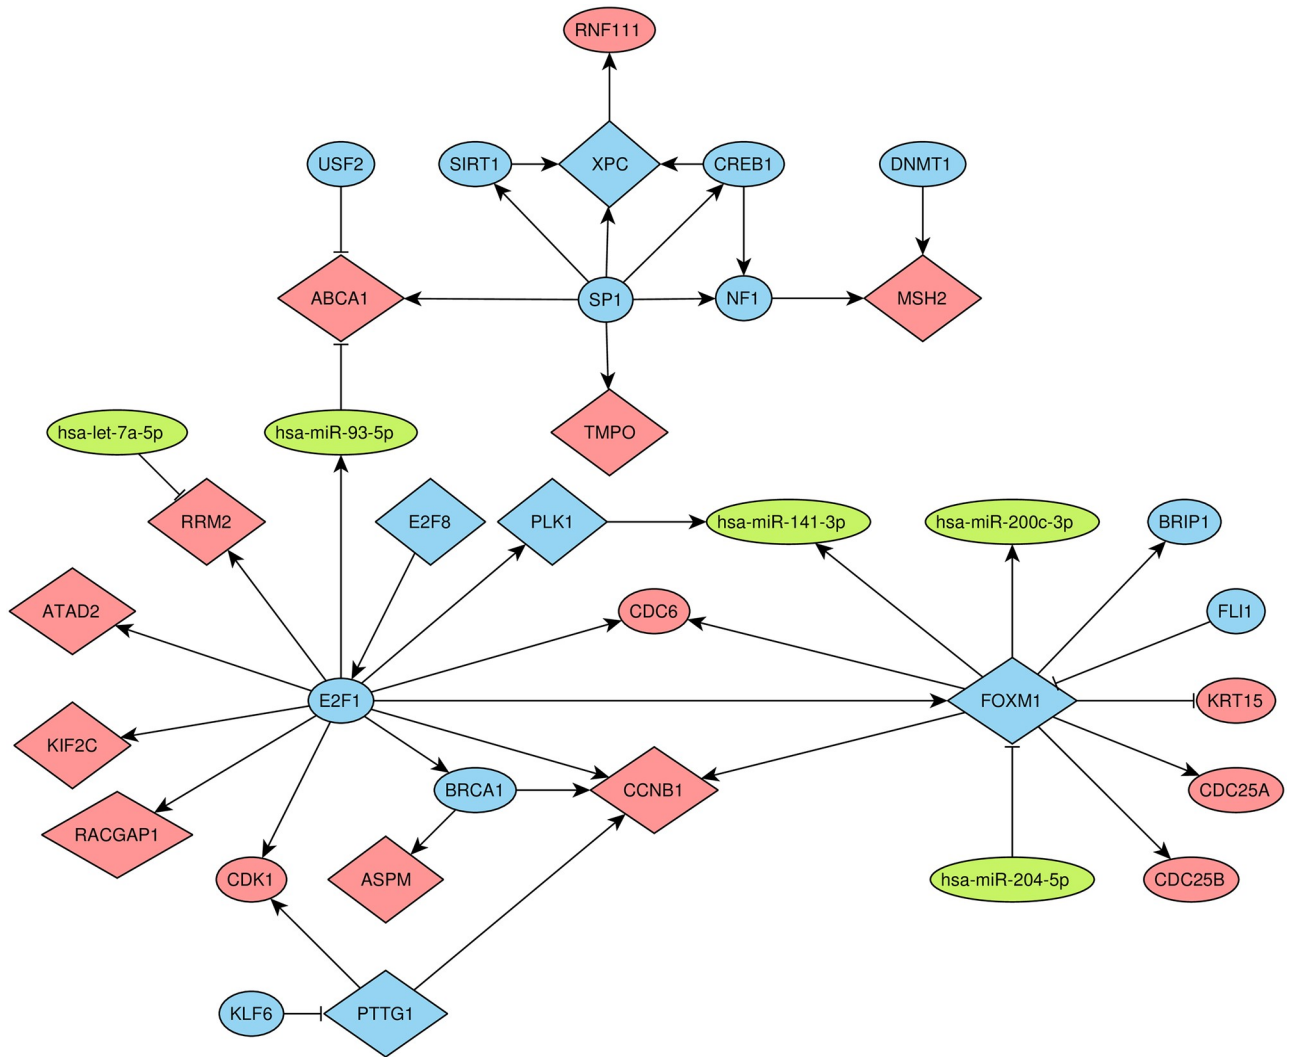 RNF111
USF2
SIRT1
XPC
CREB1
DNMT1
ABCA1
SP1
NF1
MSH2
hsa-let-7a-5p
hsa-miR-93-5p
TMPO
RRM2
E2F8
PLK1
hsa-miR-141-3p
hsa-miR-200c-3p
BRIP1
ATAD2
CDC6
FLI1
E2F1
FOXM1
KRT15
KIF2C
BRCA1
CCNB1
CDC25A
RACGAP1
CDK1
ASPM
hsa-miR-204-5p
CDC25B
KLF6
PTTG1